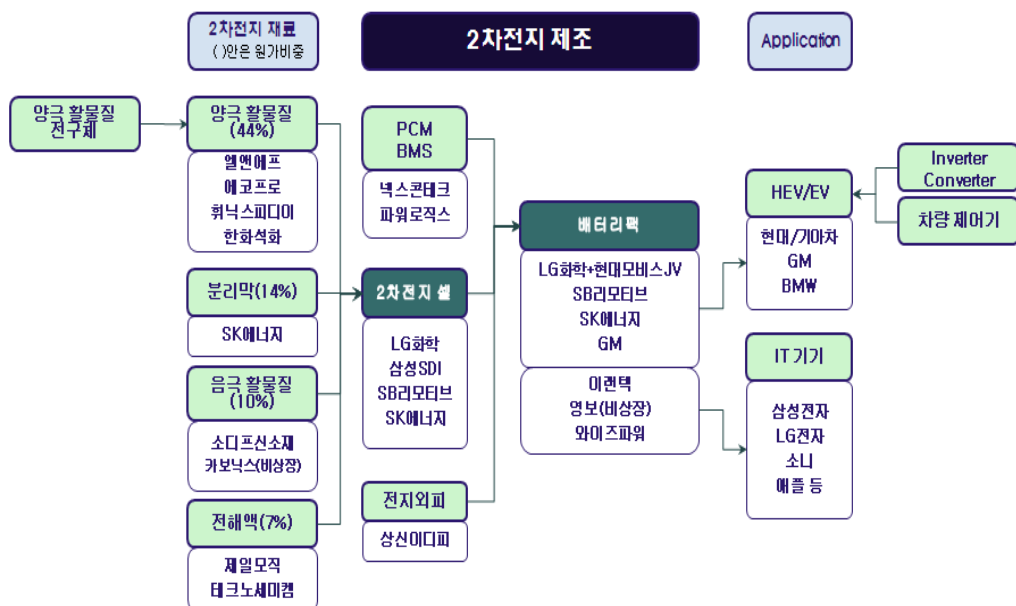 2차전지 재료
( )안은 원가비중
2차전지 제조
Application
양극 활물질
전구체
양극 활물질
(44%)
엘앤에프
에코프로
휘닉스피디이
한화석화
분리막(14%)
SK에너지
음극 활물질
(10%)
소디프신소재
카보닉스(비상장)
전해액(7%)
제일모직
테크노세미켐
PCM
BMS
넥스콘테크
파워로직스
2차전지 셀
LG화학
삼성SDI
SB리모티브
SK에너지
전지외피
상신이디피
배터리팩
LG화학+현대모비스JV
SB리모티브
SK에너지
GM
이랜텍
영보(비상장)
와이즈파워
HEV/EV
현대/기아차
GM
BMW
IT 기기
삼성전자
LG전자
소니
애플 등
Inverter
Converter
차량 제어기